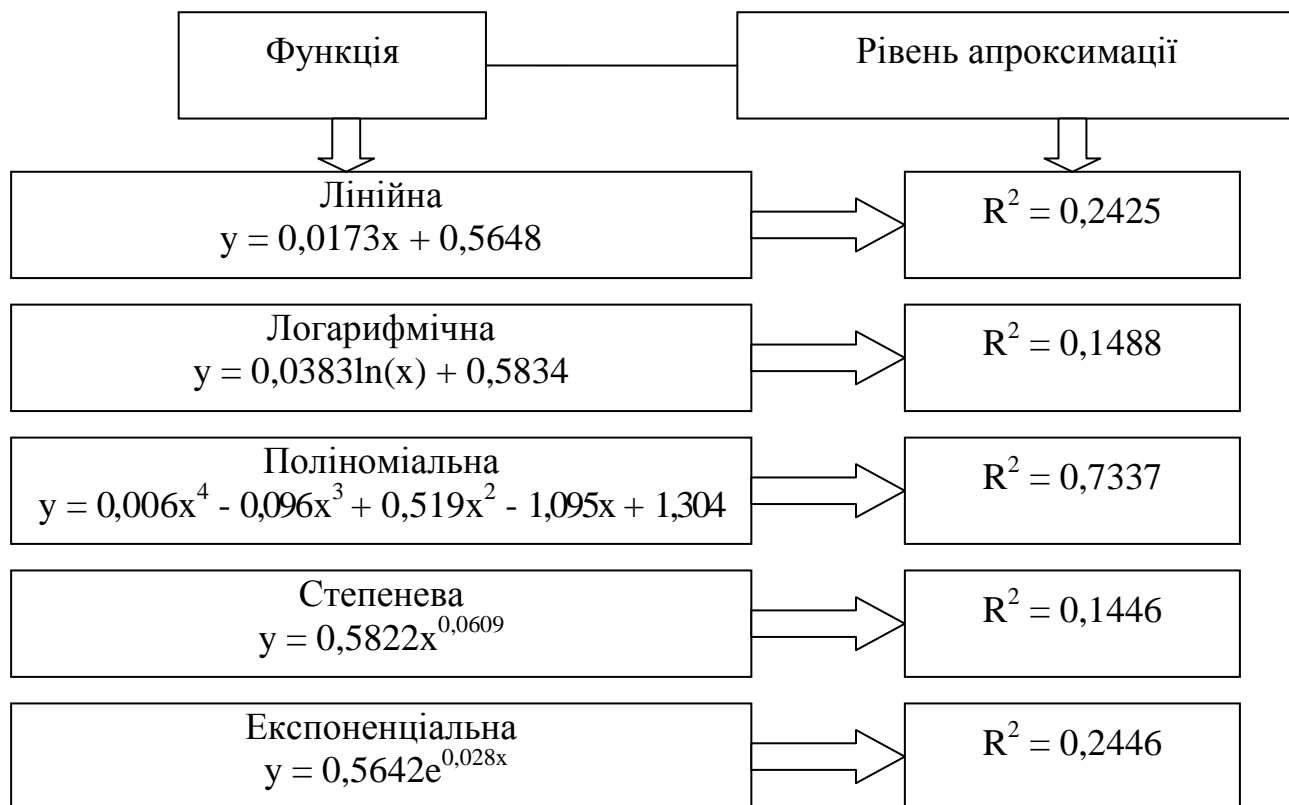 Функція
Рівень апроксимації
Лінійна
y = 0,0173x + 0,5648
R² = 0,2425
Логарифмічна
y = 0,0383ln(x) + 0,5834
R² = 0,1488
Поліноміальна
y = 0,006x⁴ - 0,096x³ + 0,519x² - 1,095x + 1,304
R² = 0,7337
Степенева
y = 0,5822x⁰,⁰⁶⁰⁹
R² = 0,1446
Експоненціальна
y = 0,5642e⁰,⁰²⁸ˣ
R² = 0,2446